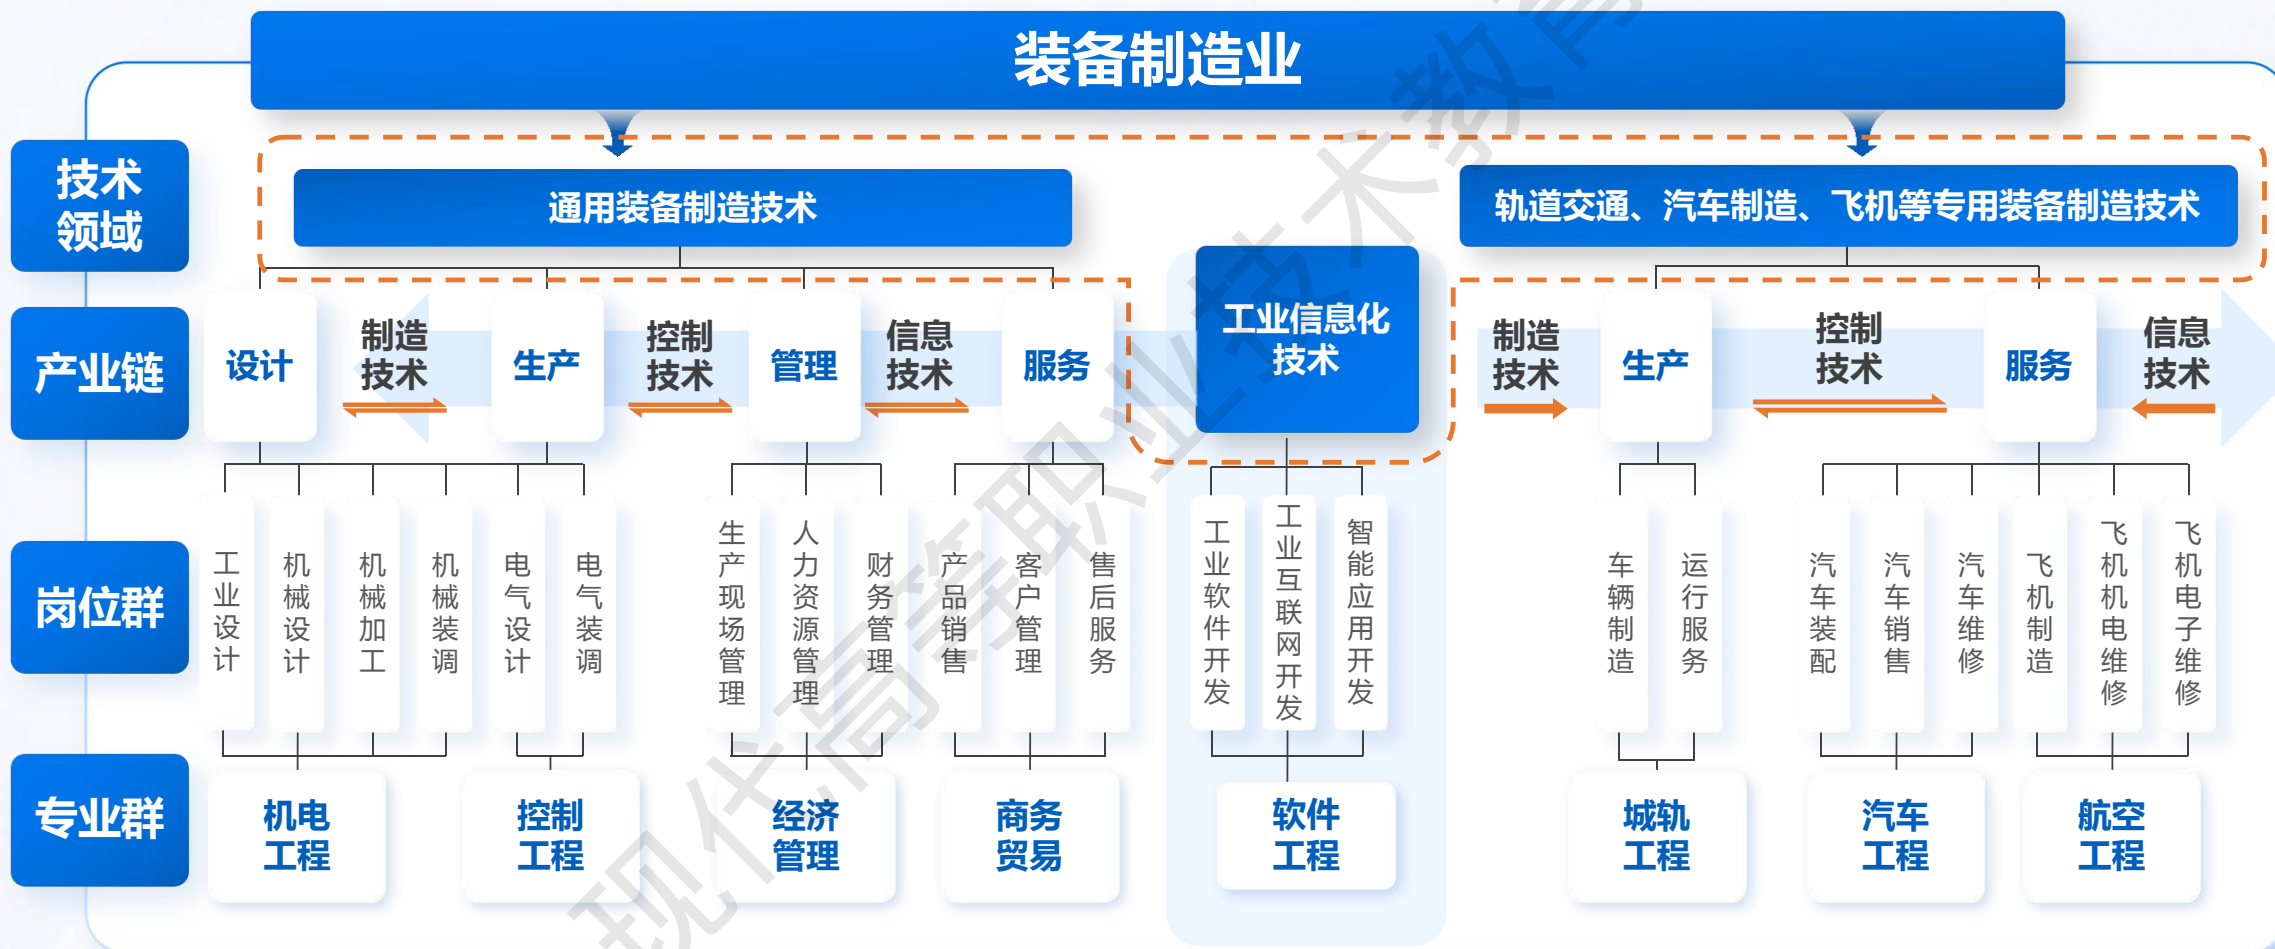 装备制造业
技术
领域
通用装备制造技术
轨道交通、汽车制造、飞机等专用装备制造技术
产业链
设计
制造
技术
生产
控制
技术
管理
信息
技术
服务
工业信息化
技术
制造
技术
生产
控制
技术
服务
信息
技术
岗位群
工业设计
机械设计
机械加工
机械装调
电气设计
电气装调
生产现场管理
人力资源管理
财务管理
产品销售
客户管理
售后服务
工业软件开发
工业互联网开发
智能应用开发
车辆制造
运行服务
汽车装配
汽车销售
汽车维修
飞机制造
飞机机电维修
飞机电子维修
专业群
机电
工程
控制
工程
经济
管理
商务
贸易
软件
工程
城轨
工程
汽车
工程
航空
工程
现代高等职业技术教育